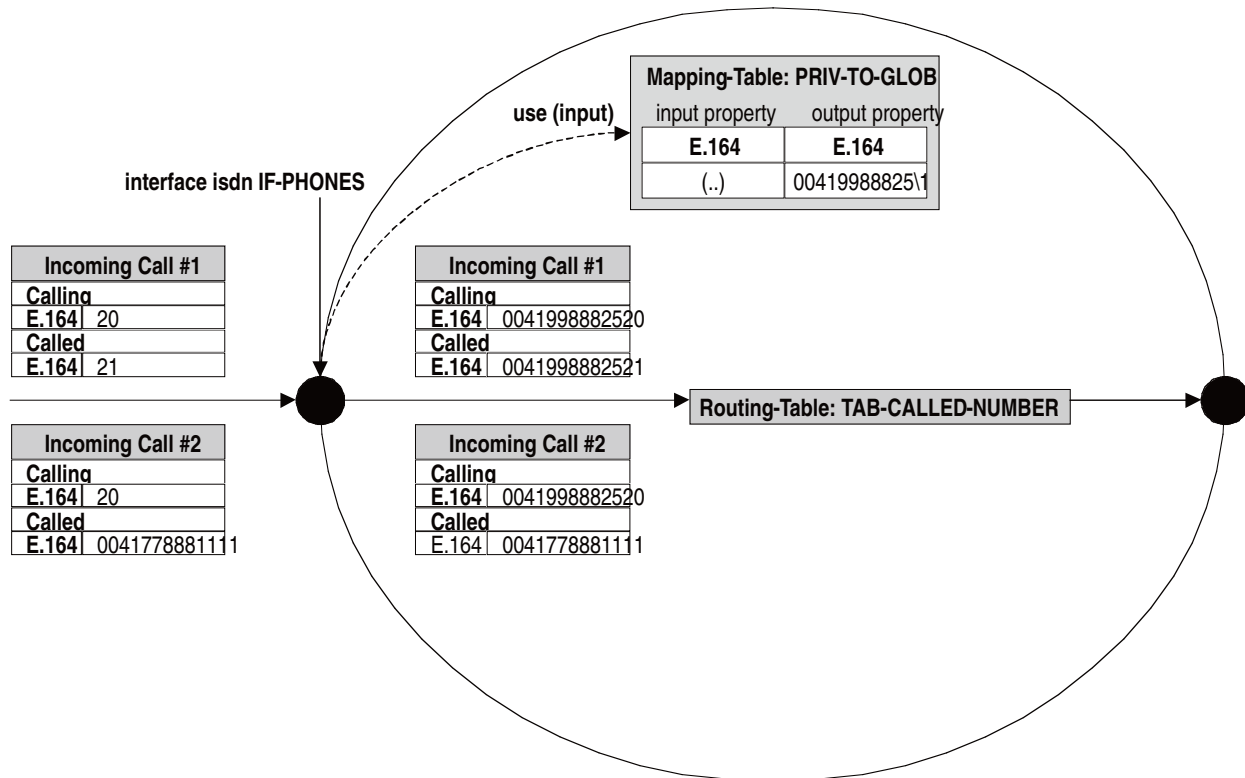 Mapping-Table: PRIV-TO-GLOB
use (input)
input property output property
E.164 E.164
(..) 00419988825\1
interface isdn IF-PHONES
Incoming Call #1
Calling
E.164 20
Called
E.164 21
Incoming Call #1
Calling
E.164 0041998882520
Called
E.164 0041998882521
Routing-Table: TAB-CALLED-NUMBER
Incoming Call #2
Calling
E.164 20
Called
E.164 0041778881111
Incoming Call #2
Calling
E.164 0041998882520
Called
E.164 0041778881111